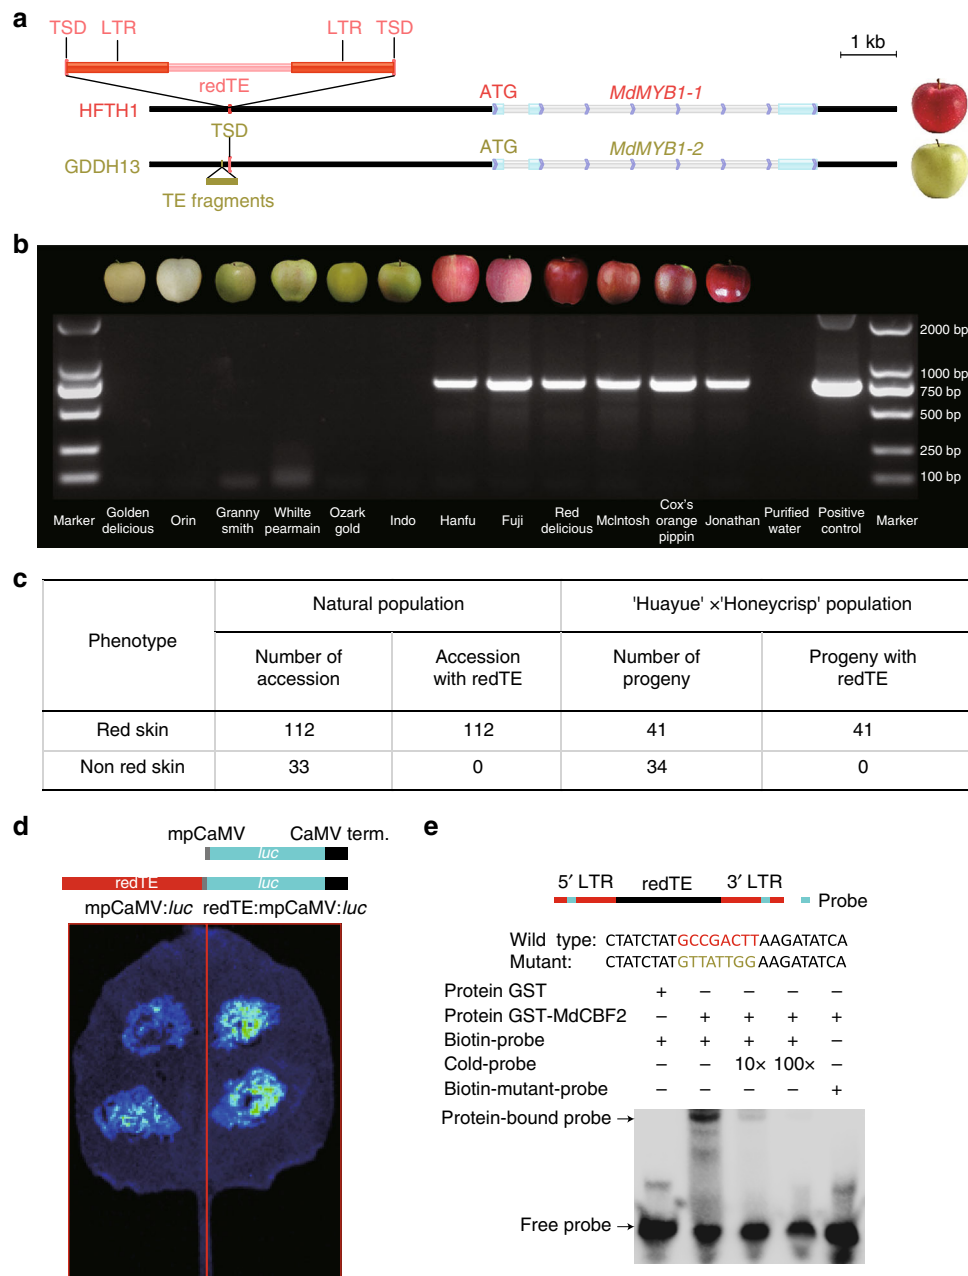 a
TSD LTR LTR TSD
1 kb
redTE
ATG MdMYB1-1
HFTH1
TSD
ATG MdMYB1-2
GDDH13
TE fragments
b
2000 bp
1000 bp
750 bp
500 bp
250 bp
100 bp
Marker Golden delicious Orin Granny smith Whilte pearmain Ozark gold Indo Hanfu Fuji Red delicious McIntosh Cox's orange pippin Jonathan Purified water Positive control Marker
c
Phenotype Natural population 'Huayue' ×'Honeycrisp' population
Number of accession Accession with redTE Number of progeny Progeny with redTE
Red skin 112 112 41 41
Non red skin 33 0 34 0
d
mpCaMV CaMV term.
luc
redTE luc
mpCaMV:luc redTE:mpCaMV:luc
e
5′ LTR redTE 3′ LTR
Probe
Wild type: CTATCTATGCCGACTTAAGATATCA
Mutant: CTATCTATGTTATTGGAAGATATCA
Protein GST + − − − −
Protein GST-MdCBF2 − + + + +
Biotin-probe + + + + −
Cold-probe − − 10× 100× −
Biotin-mutant-probe − − − − +
Protein-bound probe →
Free probe →